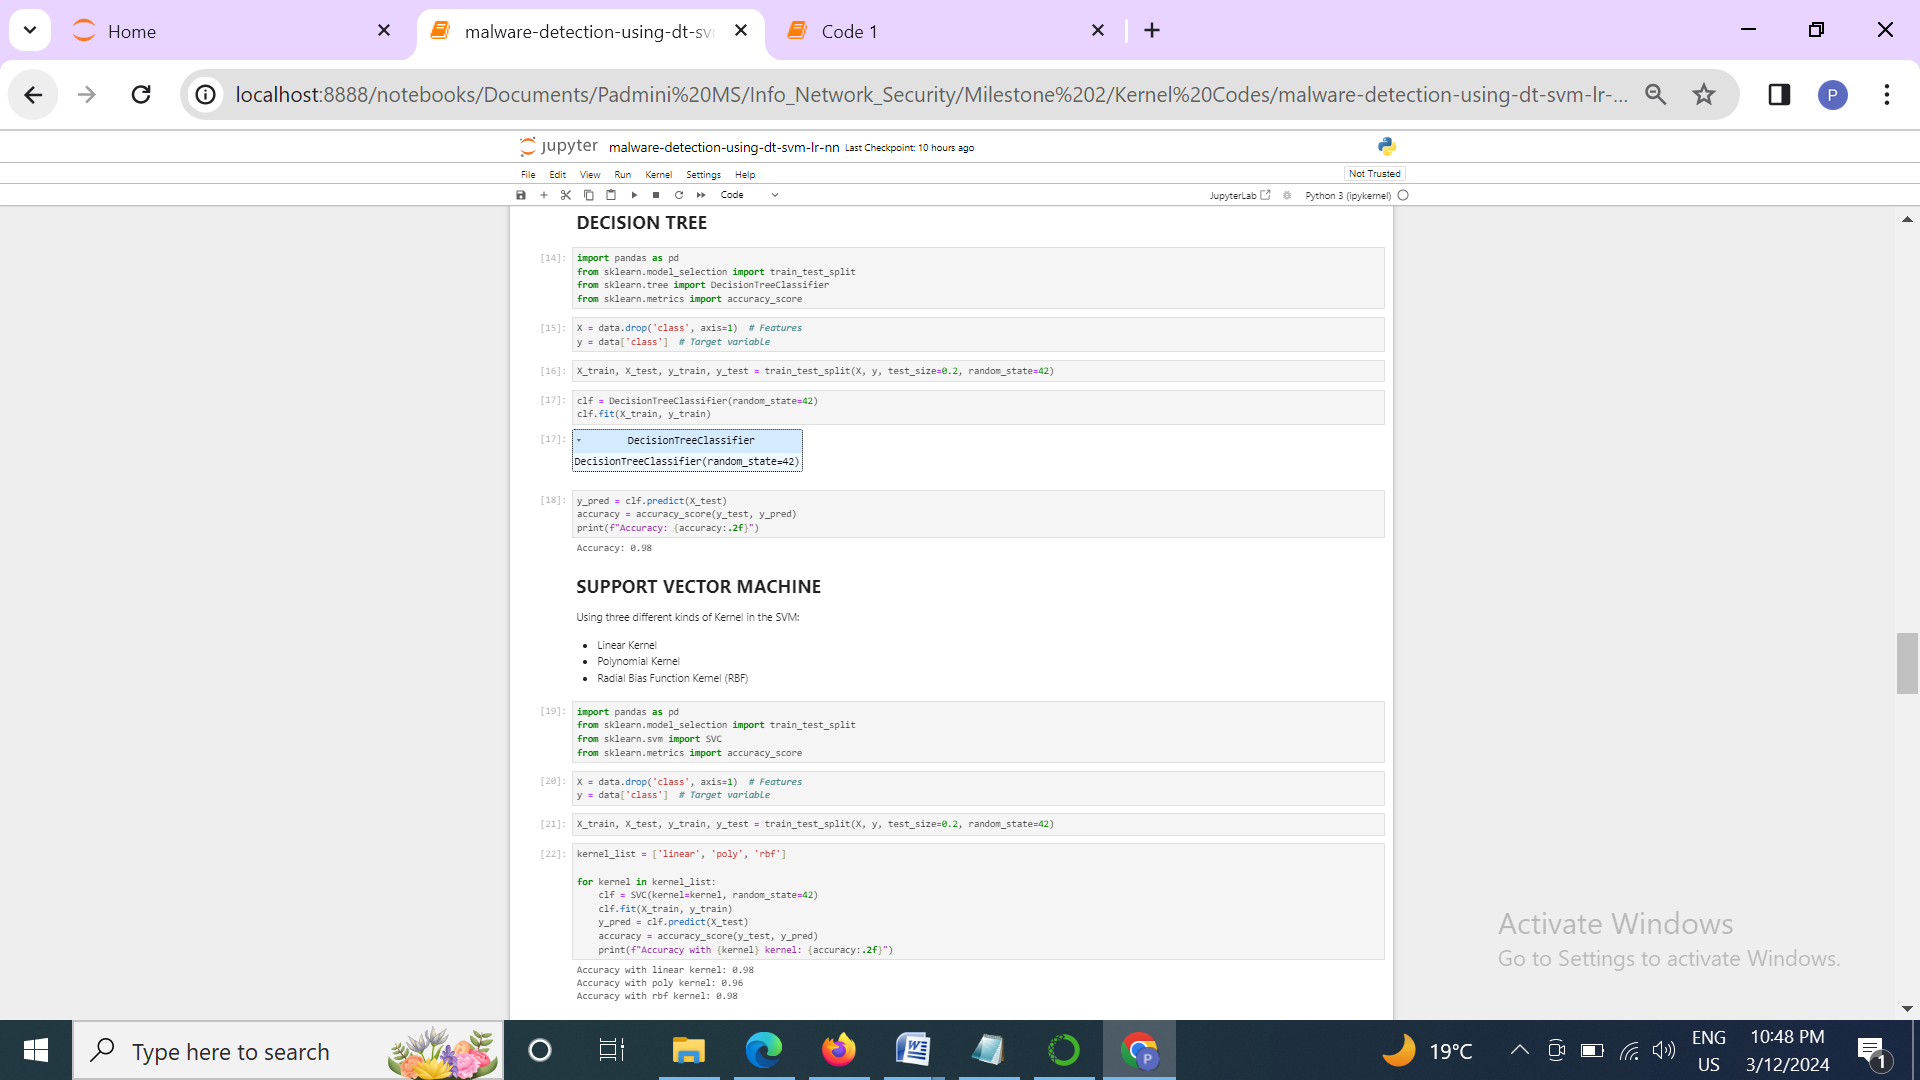 Home
malware-detection-using-dt-sv
Code 1
localhost:8888/notebooks/Documents/Padmini%20MS/Info_Network_Security/Milestone%202/Kernel%20Codes/malware-detection-using-dt-svm-lr-...
P
jupyter malware-detection-using-dt-svm-lr-nn Last Checkpoint: 10 hours ago
File Edit View Run Kernel Settings Help
Not Trusted
Code
JupyterLab
Python 3 (ipykernel)
DECISION TREE
[14]: import pandas as pd
from sklearn.model_selection import train_test_split
from sklearn.tree import DecisionTreeClassifier
from sklearn.metrics import accuracy_score
[15]: X = data.drop('class', axis=1) # Features
y = data['class'] # Target variable
[16]: X_train, X_test, y_train, y_test = train_test_split(X, y, test_size=0.2, random_state=42)
[17]: clf = DecisionTreeClassifier(random_state=42)
clf.fit(X_train, y_train)
[17]: DecisionTreeClassifier
DecisionTreeClassifier(random_state=42)
[18]: y_pred = clf.predict(X_test)
accuracy = accuracy_score(y_test, y_pred)
print(f"Accuracy: {accuracy:.2f}")
Accuracy: 0.98
SUPPORT VECTOR MACHINE
Using three different kinds of Kernel in the SVM:
• Linear Kernel
• Polynomial Kernel
• Radial Bias Function Kernel (RBF)
[19]: import pandas as pd
from sklearn.model_selection import train_test_split
from sklearn.svm import SVC
from sklearn.metrics import accuracy_score
[20]: X = data.drop('class', axis=1) # Features
y = data['class'] # Target variable
[21]: X_train, X_test, y_train, y_test = train_test_split(X, y, test_size=0.2, random_state=42)
[22]: kernel_list = ['linear', 'poly', 'rbf']
for kernel in kernel_list:
clf = SVC(kernel=kernel, random_state=42)
clf.fit(X_train, y_train)
y_pred = clf.predict(X_test)
accuracy = accuracy_score(y_test, y_pred)
print(f"Accuracy with {kernel} kernel: {accuracy:.2f}")
Accuracy with linear kernel: 0.98
Accuracy with poly kernel: 0.96
Accuracy with rbf kernel: 0.98
Activate Windows
Go to Settings to activate Windows.
Type here to search
W
P
19°C
ENG
US
10:48 PM
3/12/2024
1